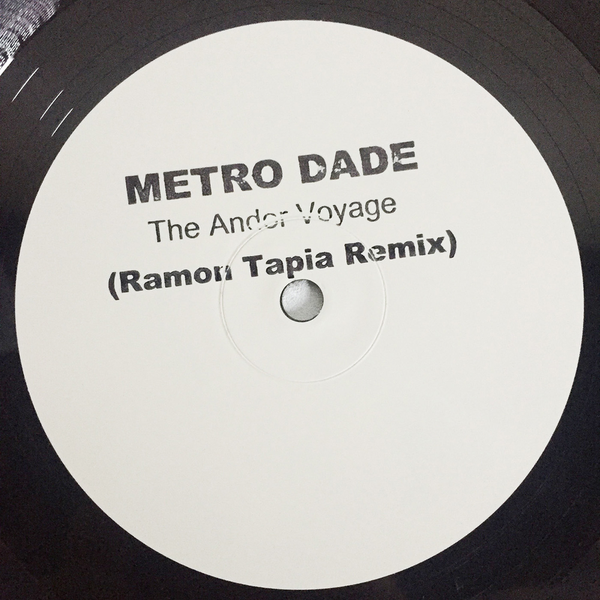 METRO DADE
The Andor Voyage
(Ramon Tapia Remix)